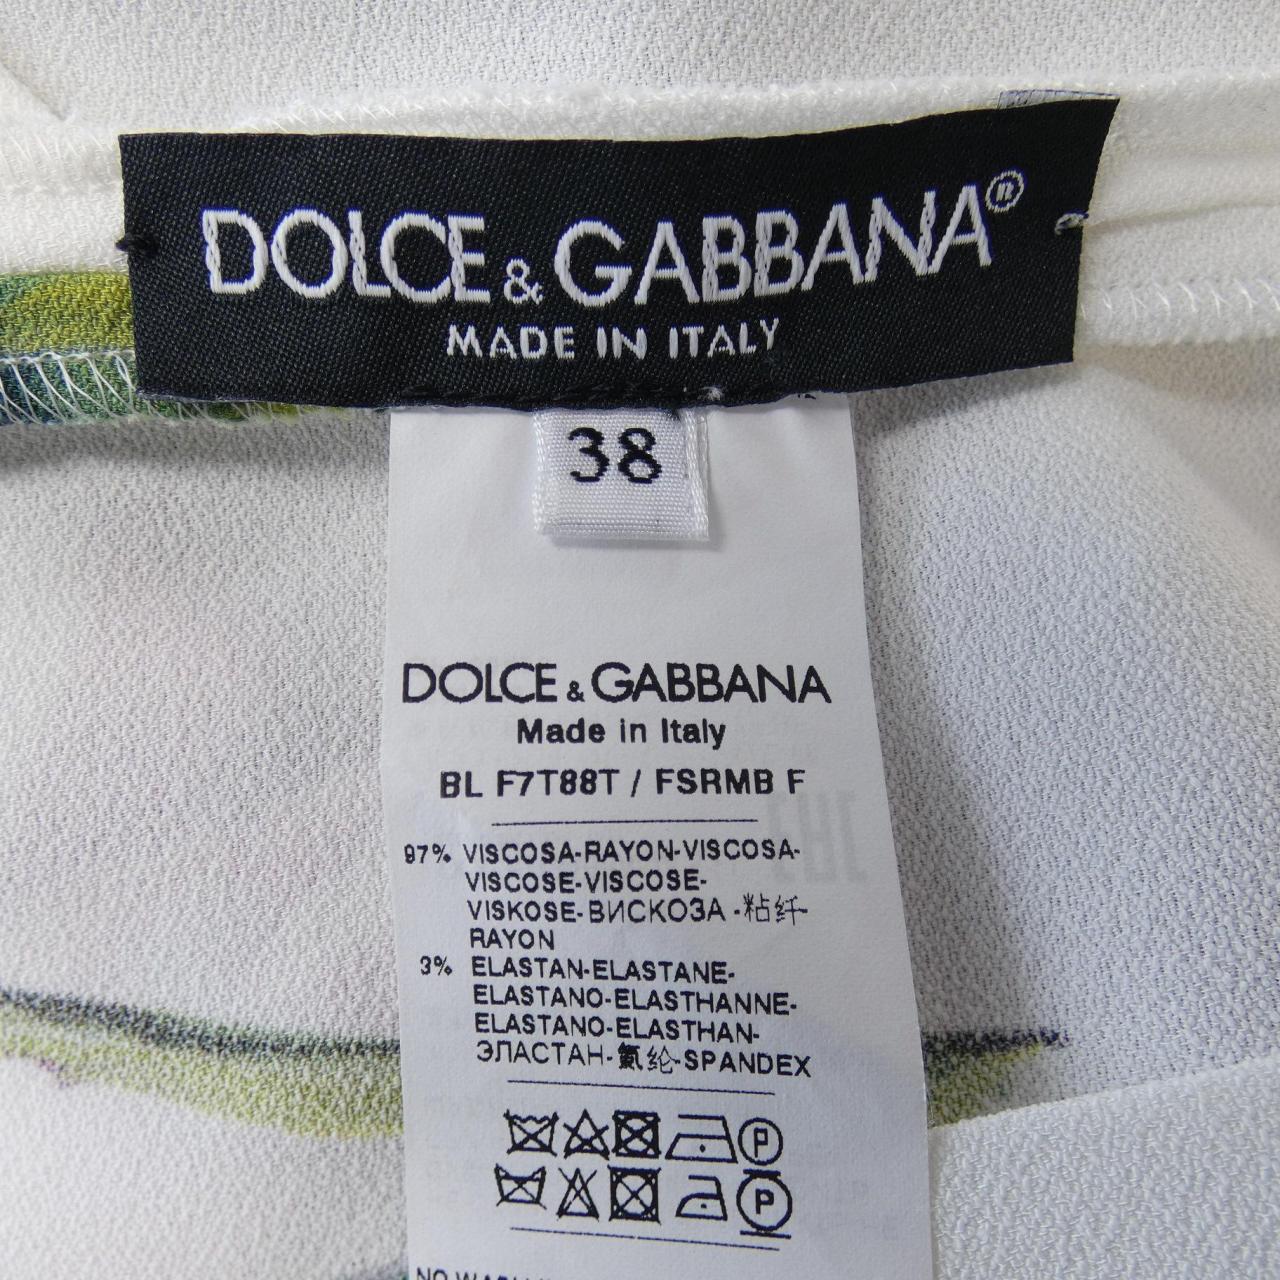 DOLCE & GABBANA®
MADE IN ITALY
38
DOLCE & GABBANA
Made in Italy
BL F7T88T / FSRMB F
97% VISCOSA-RAYON-VISCOSA-
VISCOSE-VISCOSE-
VISKOSE-ВИСКОЗА-粘纤-
RAYON
3% ELASTAN-ELASTANE-
ELASTANO-ELASTHANNE-
ELASTANO-ELASTHAN-
ЭЛАСТАН-氨纶-SPANDEX
P
P